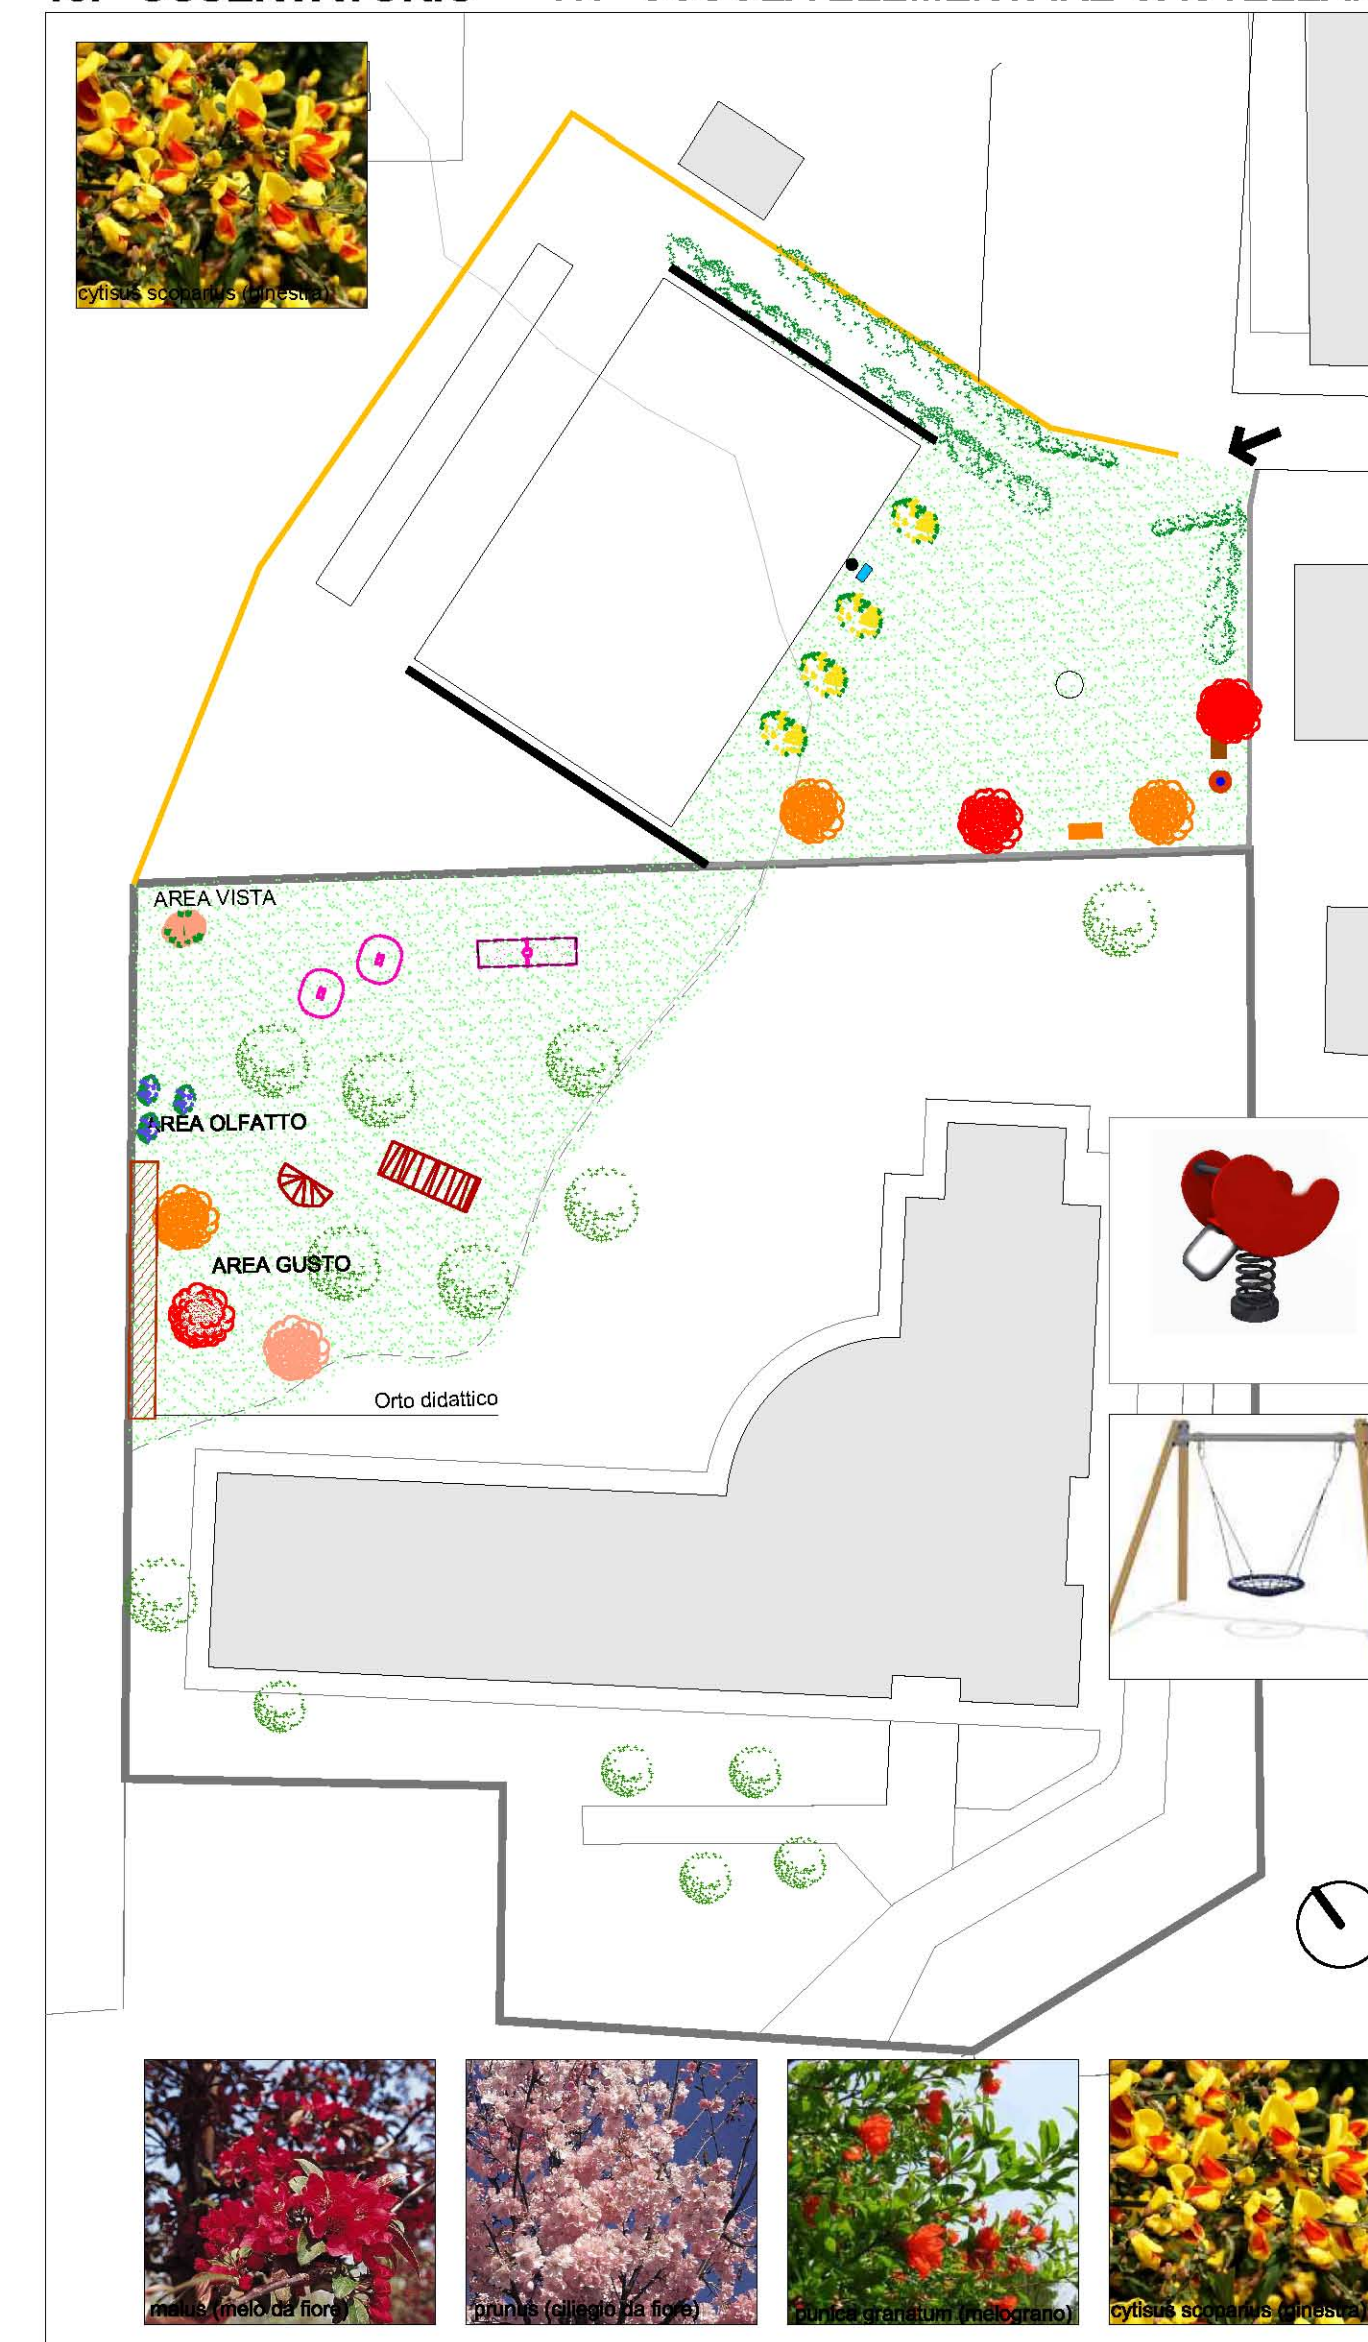 cytisus scoparius (ginestra)
AREA VISTA
AREA OLFATTO
AREA GUSTO
Orto didattico
malus (melo da fiore)
prunus (ciliegio da fiore)
punica granatum (melograno)
cytisus scoparius (ginestra)